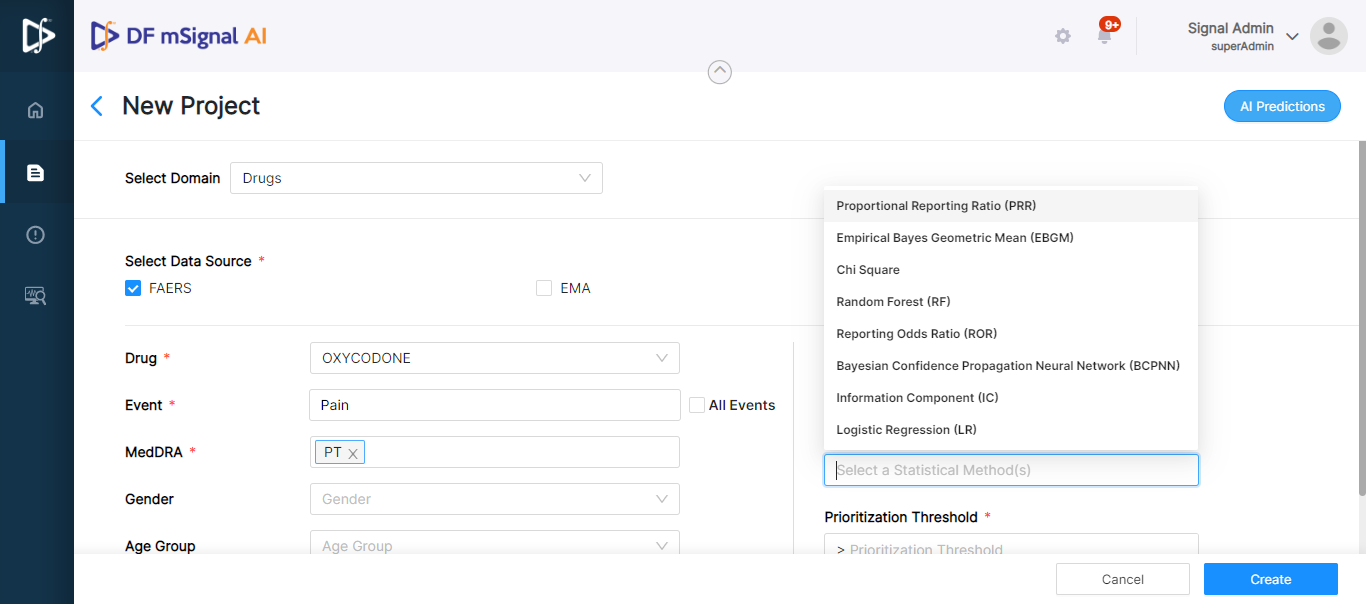 DF mSignal AI
9+
Signal Admin
superAdmin
New Project
AI Predictions
Select Domain
Drugs
Select Data Source *
FAERS
EMA
Drug *
OXYCODONE
Event *
Pain
All Events
MedDRA *
PT
Gender
Gender
Age Group
Age Group
Proportional Reporting Ratio (PRR)
Empirical Bayes Geometric Mean (EBGM)
Chi Square
Random Forest (RF)
Reporting Odds Ratio (ROR)
Bayesian Confidence Propagation Neural Network (BCPNN)
Information Component (IC)
Logistic Regression (LR)
Select a Statistical Method(s)
Prioritization Threshold *
> Prioritization Threshold
Cancel
Create